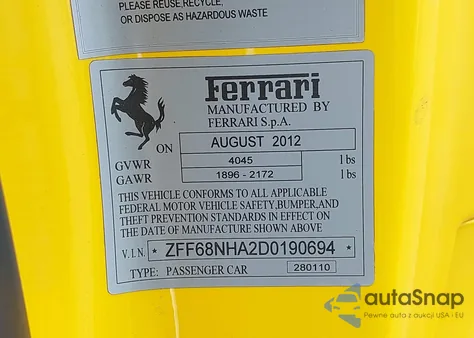 PLEASE REUSE,RECYCLE,
OR DISPOSE AS HAZARDOUS WASTE
Ferrari
MANUFACTURED BY
FERRARI S.p.A.
ON AUGUST 2012
GVWR 4045 lbs
GAWR 1896 - 2172 lbs
THIS VEHICLE CONFORMS TO ALL APPLICABLE
FEDERAL MOTOR VEHICLE SAFETY,BUMPER,AND
THEFT PREVENTION STANDARDS IN EFFECT ON
THE DATE OF MANUFACTURE SHOWN ABOVE
V.I.N. * ZFF68NHA2D0190694 *
TYPE: PASSENGER CAR 280110
autoSnap
Pewne auta z aukcji USA i EU